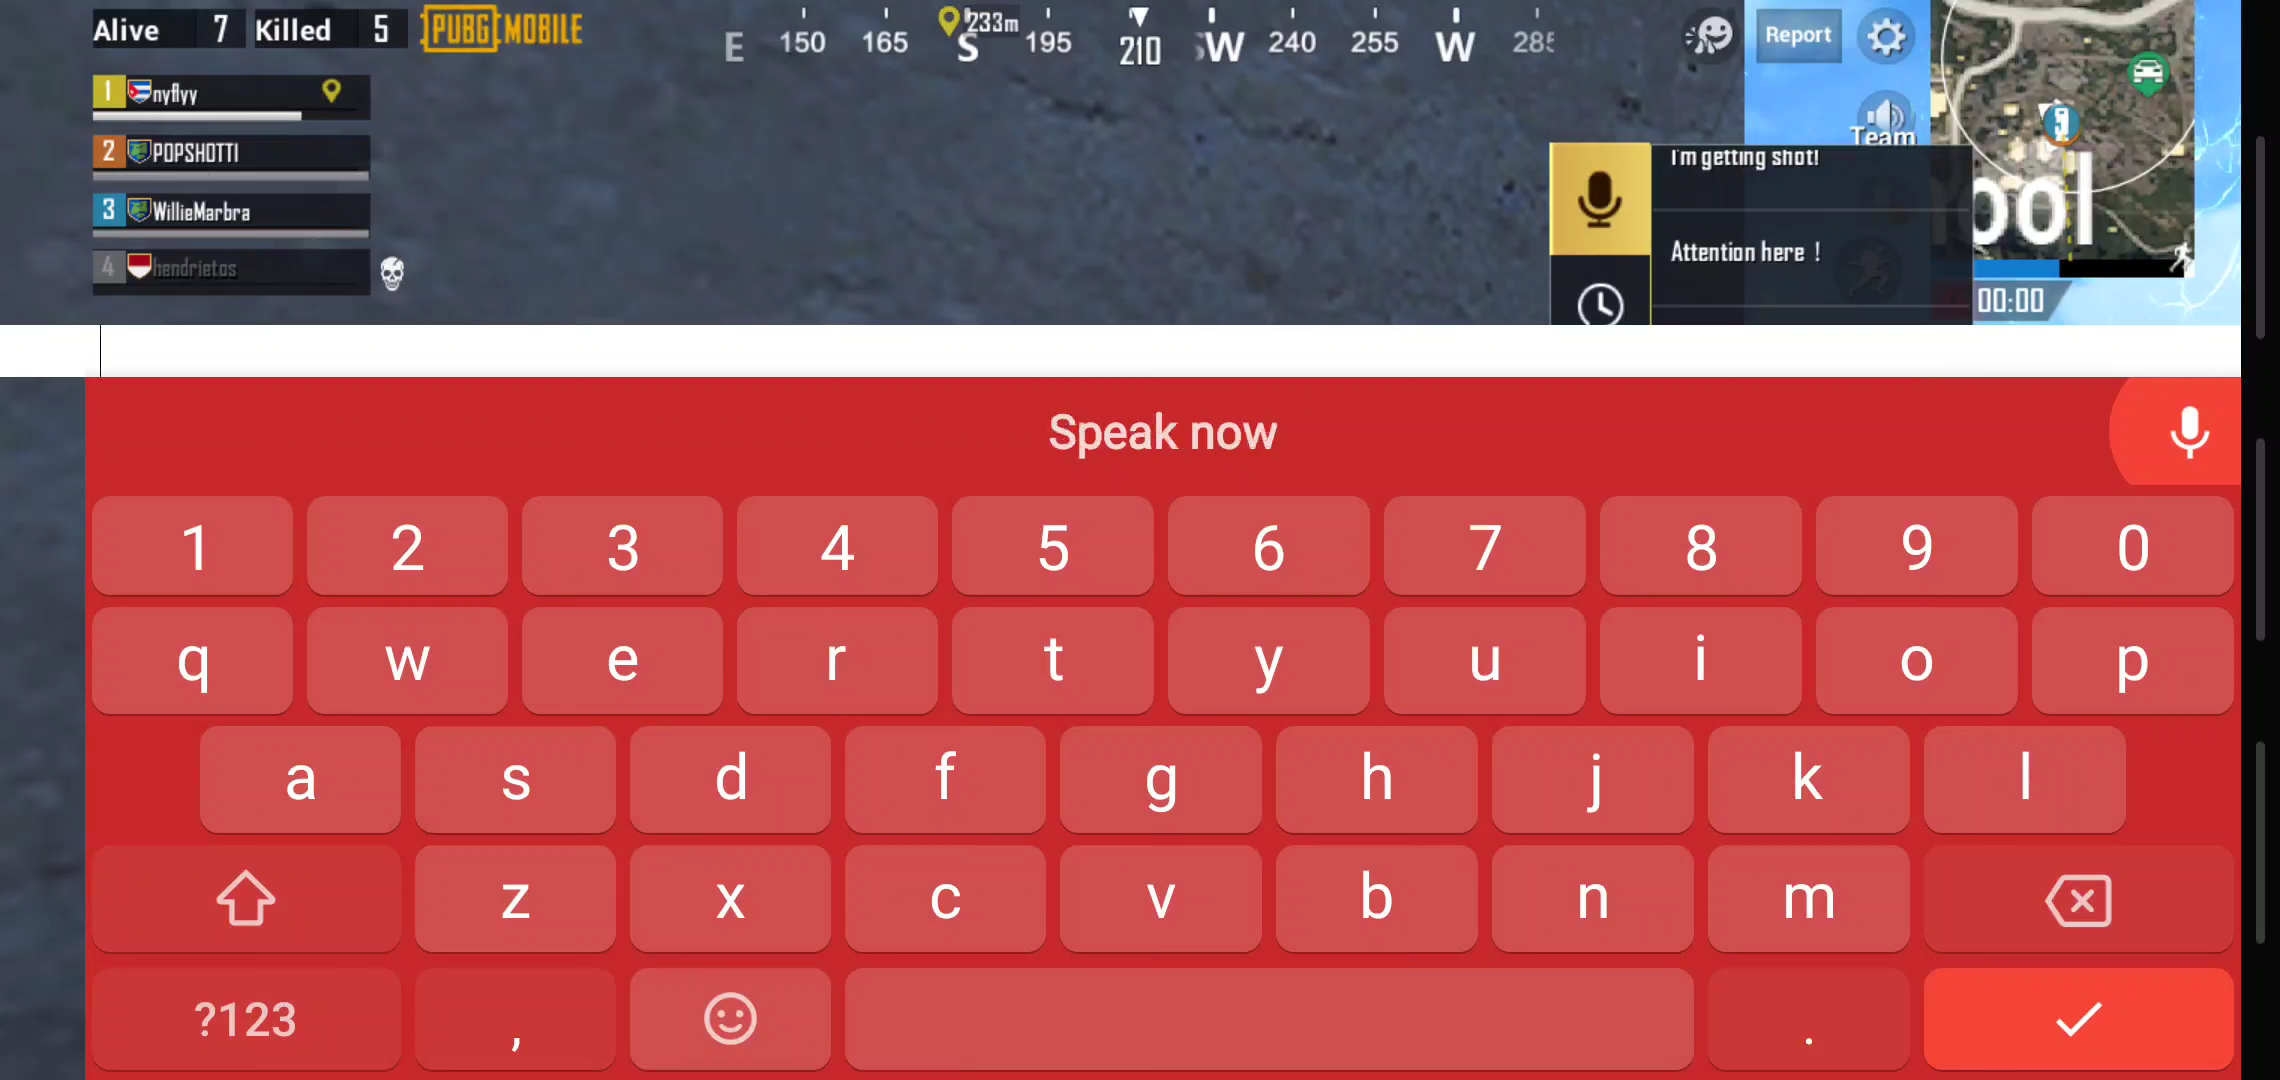 Alive 7 Killed 5 PUBG MOBILE
E 150 165 S 233m 195 210 SW 240 255 W 285
Report
1 nyflyy
2 POPSHOTTI
3 WillieMarbra
4 hendrietos
Team
I'm getting shot!
Attention here !
ool
00:00
Speak now
1 2 3 4 5 6 7 8 9 0
q w e r t y u i o p
a s d f g h j k l
z x c v b n m
?123 , .